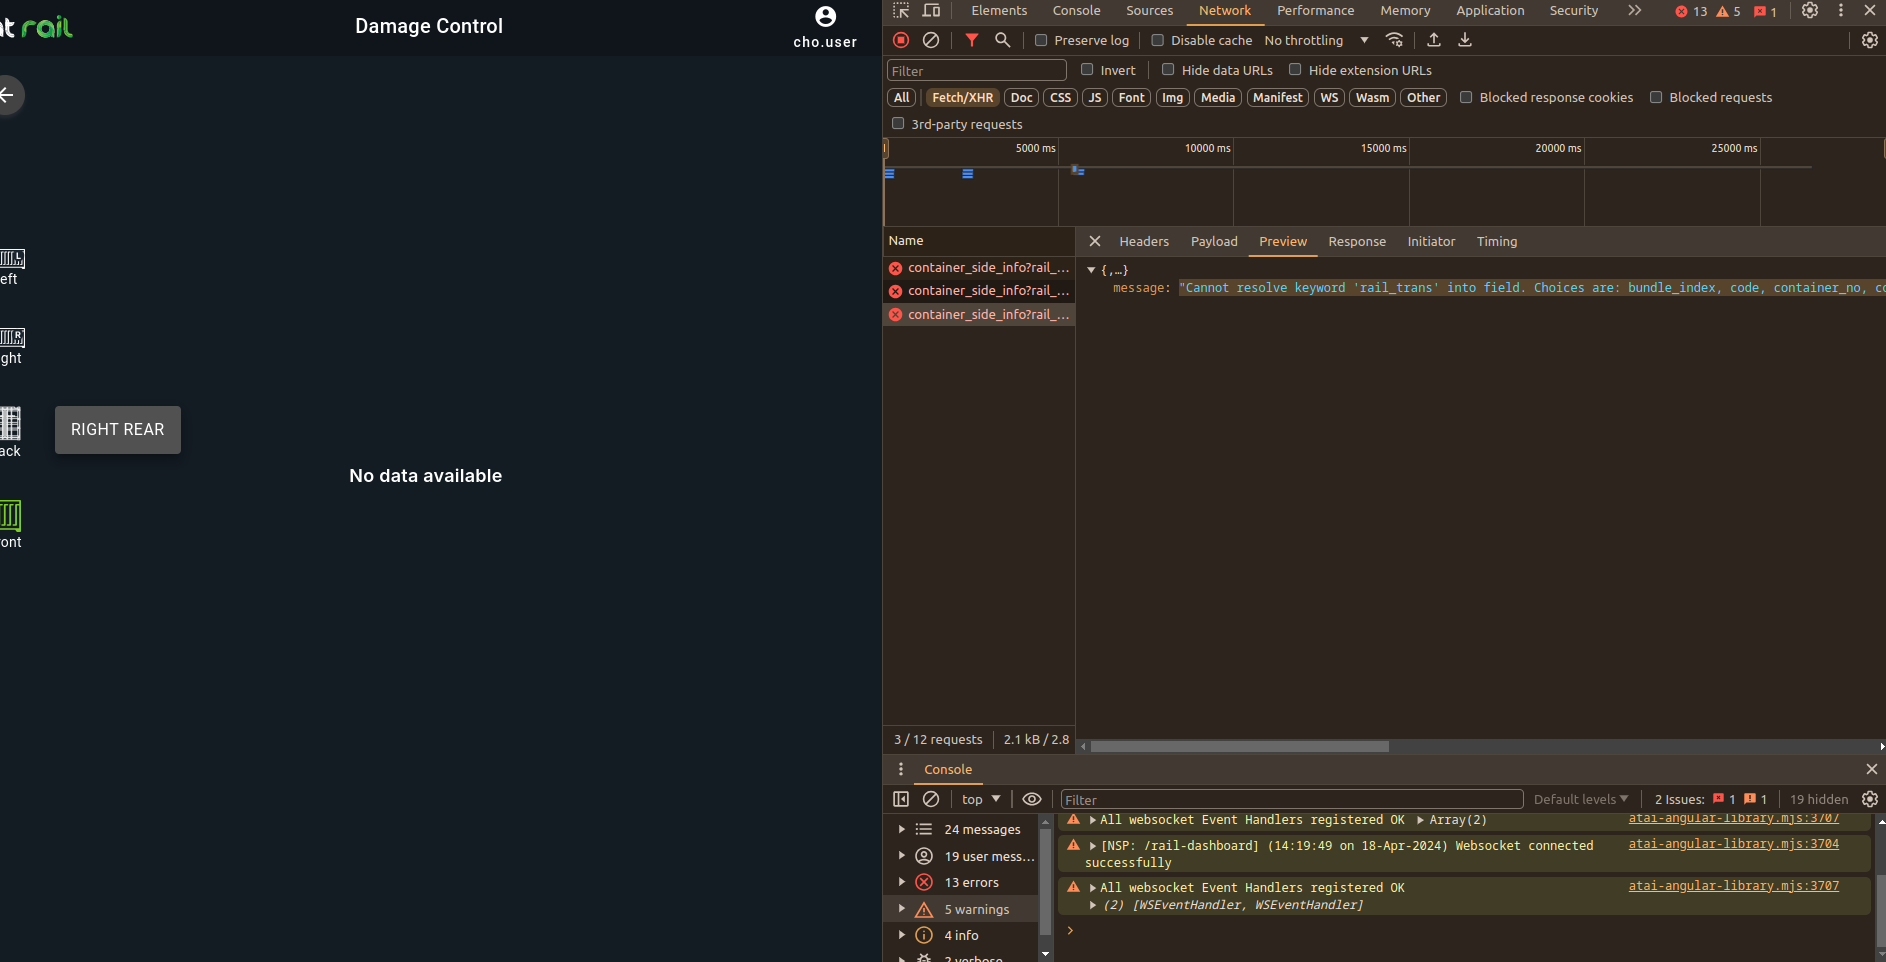 nt rail
Damage Control
cho.user
eft
ght
RIGHT REAR
ack
No data available
ront
Elements Console Sources Network Performance Memory Application Security 13 5 1
Preserve log Disable cache No throttling
Filter Invert Hide data URLs Hide extension URLs
All Fetch/XHR Doc CSS JS Font Img Media Manifest WS Wasm Other Blocked response cookies Blocked requests
3rd-party requests
5000 ms 10000 ms 15000 ms 20000 ms 25000 ms
Name
container_side_info?rail_...
container_side_info?rail_...
container_side_info?rail_...
3 / 12 requests 2.1 kB / 2.8
Headers Payload Preview Response Initiator Timing
{,…}
message: "Cannot resolve keyword 'rail_trans' into field. Choices are: bundle_index, code, container_no, co
Console
top Filter Default levels 2 Issues: 1 1 19 hidden
24 messages
19 user mess...
13 errors
5 warnings
4 info
2 verbose
All websocket Event Handlers registered OK Array(2) atai-angular-library.mjs:3707
[NSP: /rail-dashboard] (14:19:49 on 18-Apr-2024) Websocket connected atai-angular-library.mjs:3704
successfully
All websocket Event Handlers registered OK atai-angular-library.mjs:3707
(2) [WSEventHandler, WSEventHandler]